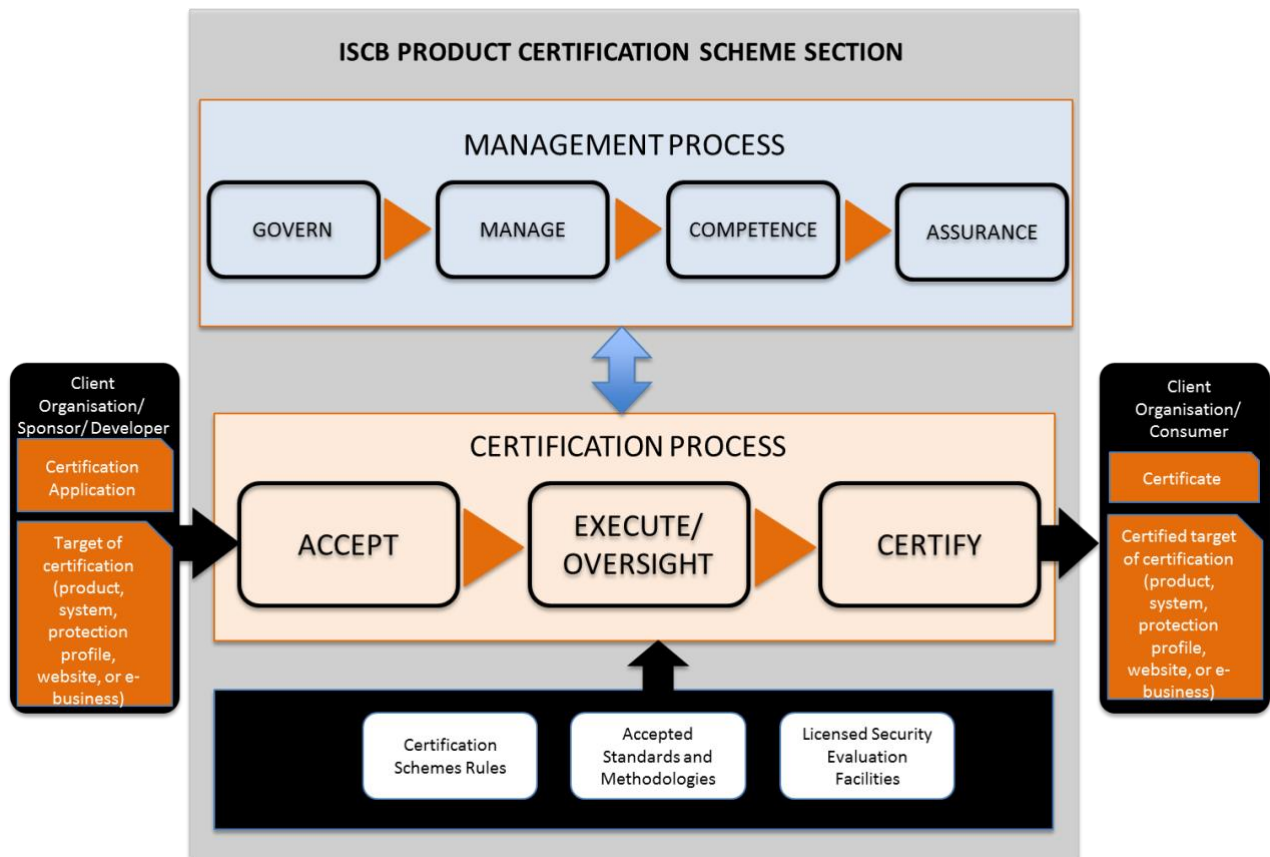 ISCB PRODUCT CERTIFICATION SCHEME SECTION
MANAGEMENT PROCESS
GOVERN
MANAGE
COMPETENCE
ASSURANCE
Client
Organisation/
Sponsor/ Developer
Certification
Application
Target of
certification
(product,
system,
protection
profile,
website, or e-
business)
CERTIFICATION PROCESS
ACCEPT
EXECUTE/
OVERSIGHT
CERTIFY
Client
Organisation/
Consumer
Certificate
Certified target
of certification
(product,
system,
protection
profile,
website, or e-
business)
Certification
Schemes Rules
Accepted
Standards and
Methodologies
Licensed Security
Evaluation
Facilities